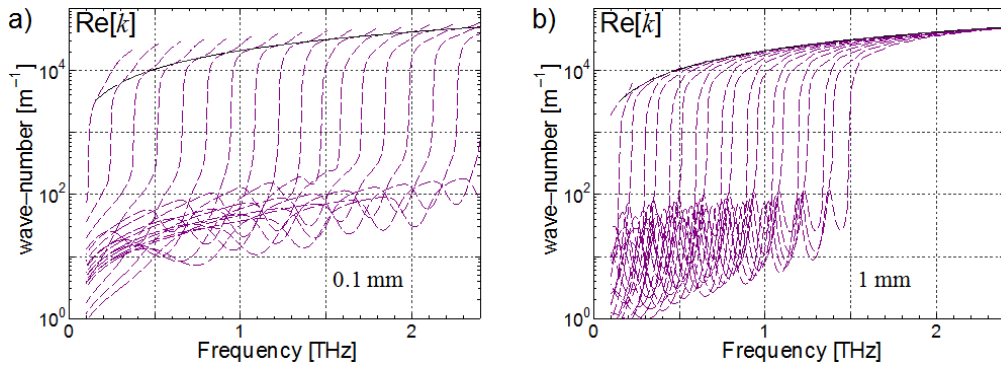 a)
Re[k]
10⁴
10²
10⁰
wave–number [m⁻¹]
0.1 mm
0
1
2
Frequency [THz]
b)
Re[k]
10⁴
10²
10⁰
wave–number [m⁻¹]
1 mm
0
1
2
Frequency [THz]